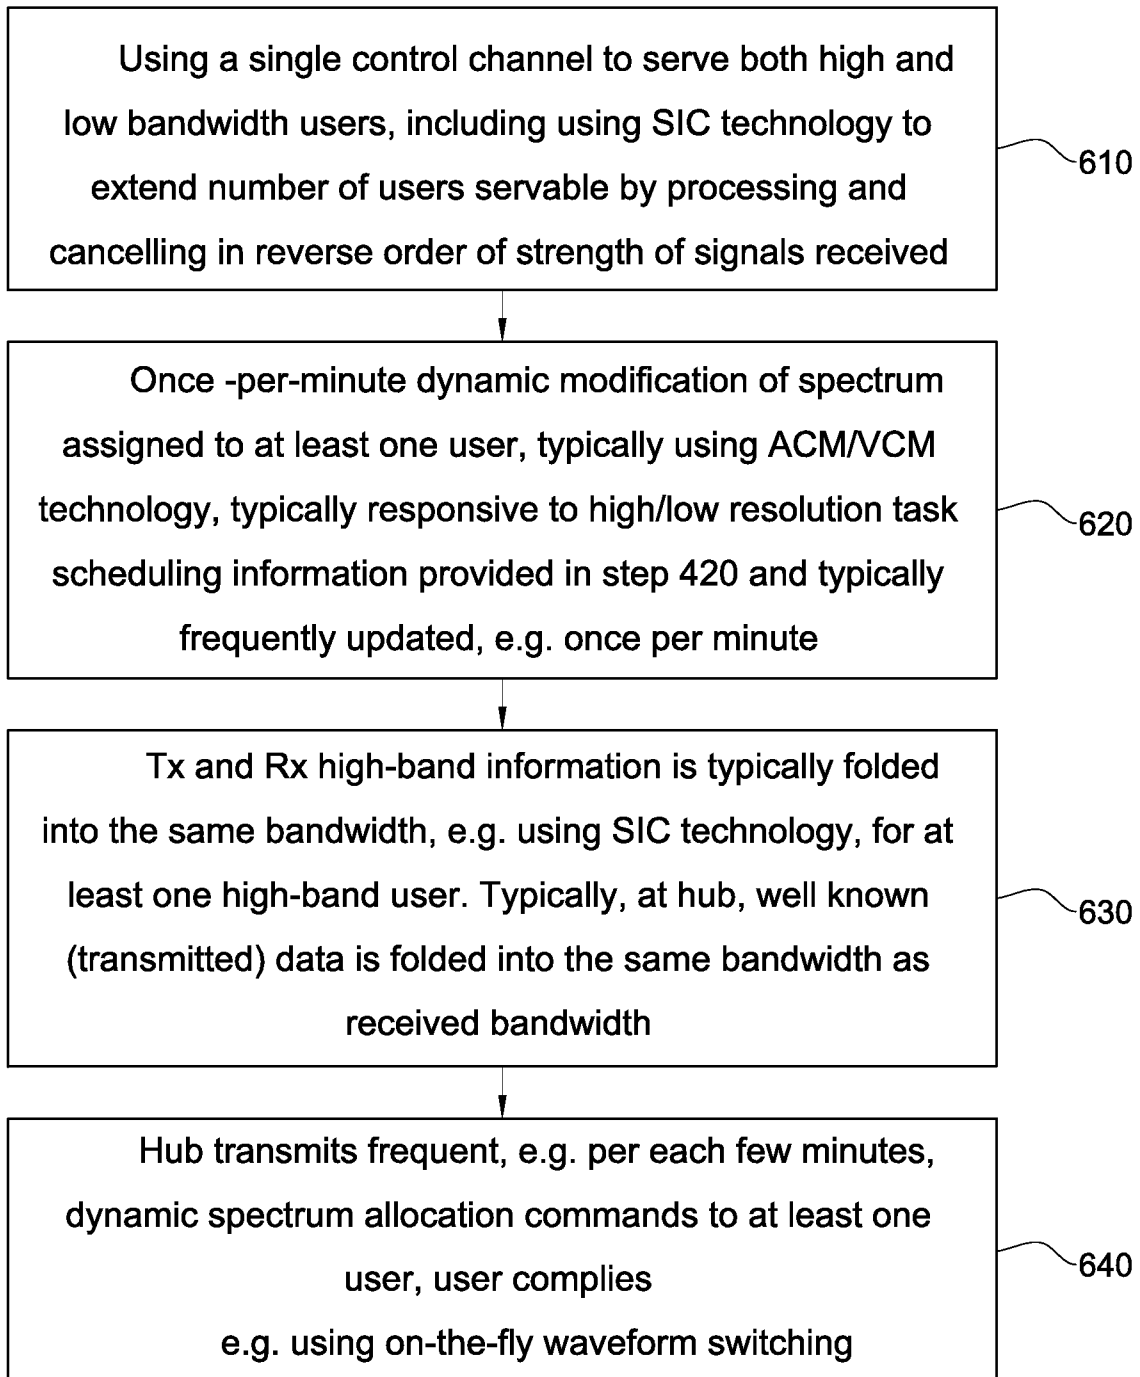 Using a single control channel to serve both high and
low bandwidth users, including using SIC technology to
extend number of users servable by processing and
cancelling in reverse order of strength of signals received
610
Once -per-minute dynamic modification of spectrum
assigned to at least one user, typically using ACM/VCM
technology, typically responsive to high/low resolution task
scheduling information provided in step 420 and typically
frequently updated, e.g. once per minute
620
Tx and Rx high-band information is typically folded
into the same bandwidth, e.g. using SIC technology, for at
least one high-band user. Typically, at hub, well known
(transmitted) data is folded into the same bandwidth as
received bandwidth
630
Hub transmits frequent, e.g. per each few minutes,
dynamic spectrum allocation commands to at least one
user, user complies
e.g. using on-the-fly waveform switching
640